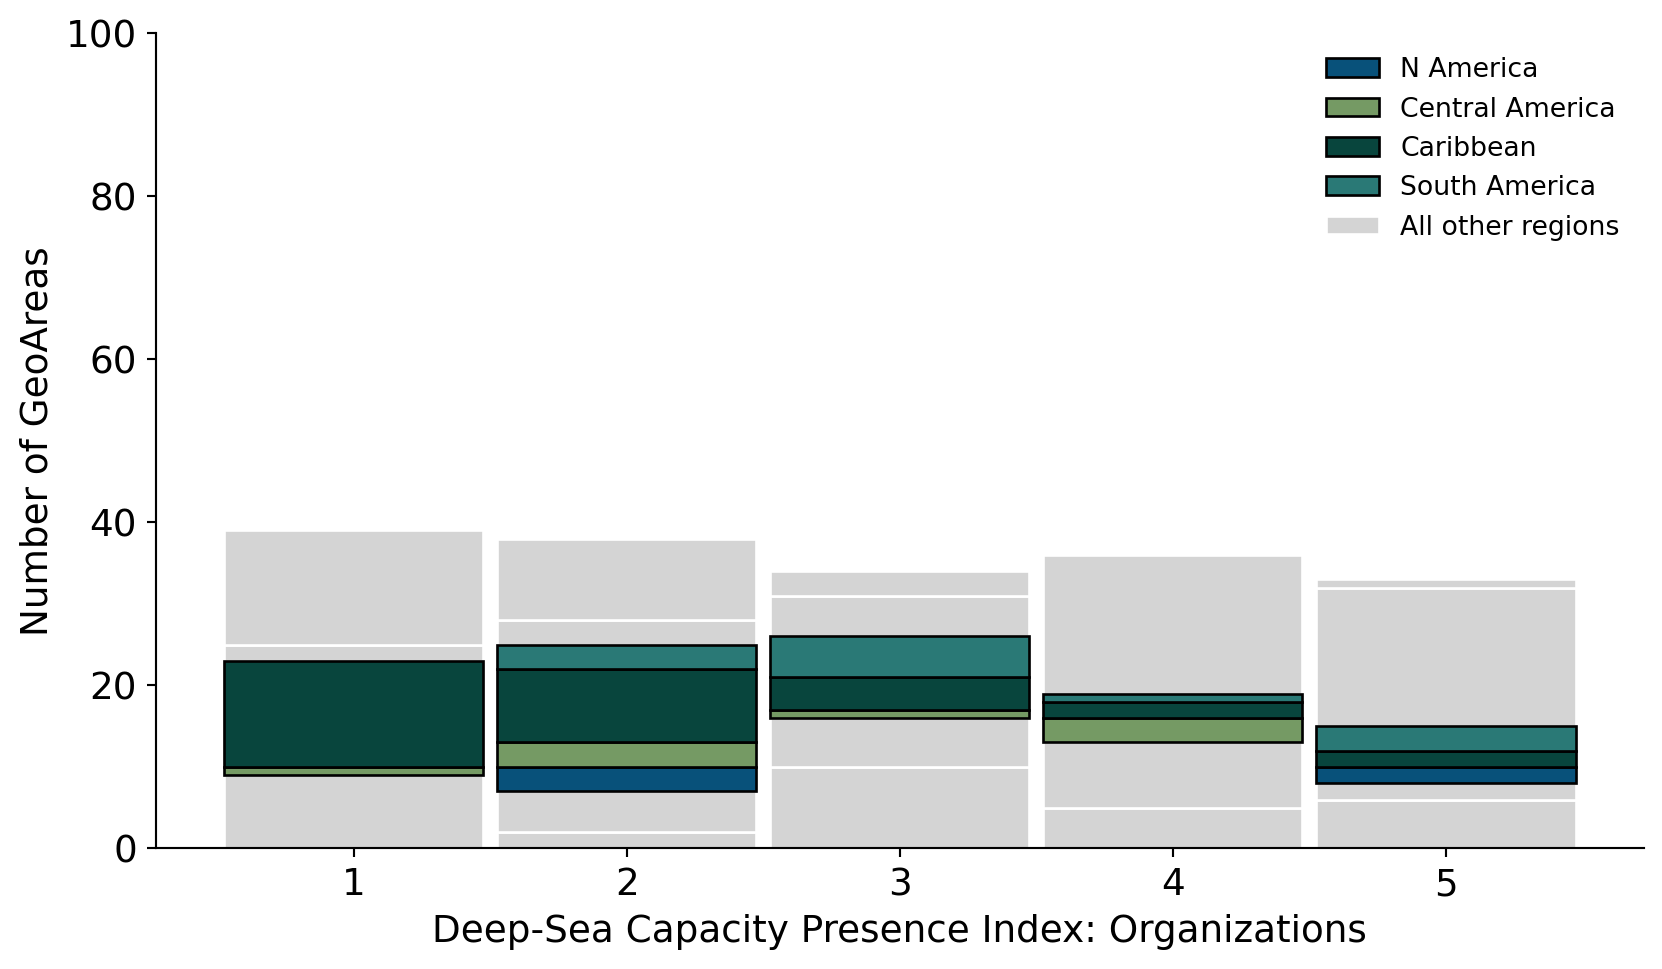 100
80
60
40
20
0
Number of GeoAreas
N America
Central America
Caribbean
South America
All other regions
1 2 3 4 5
Deep-Sea Capacity Presence Index: Organizations